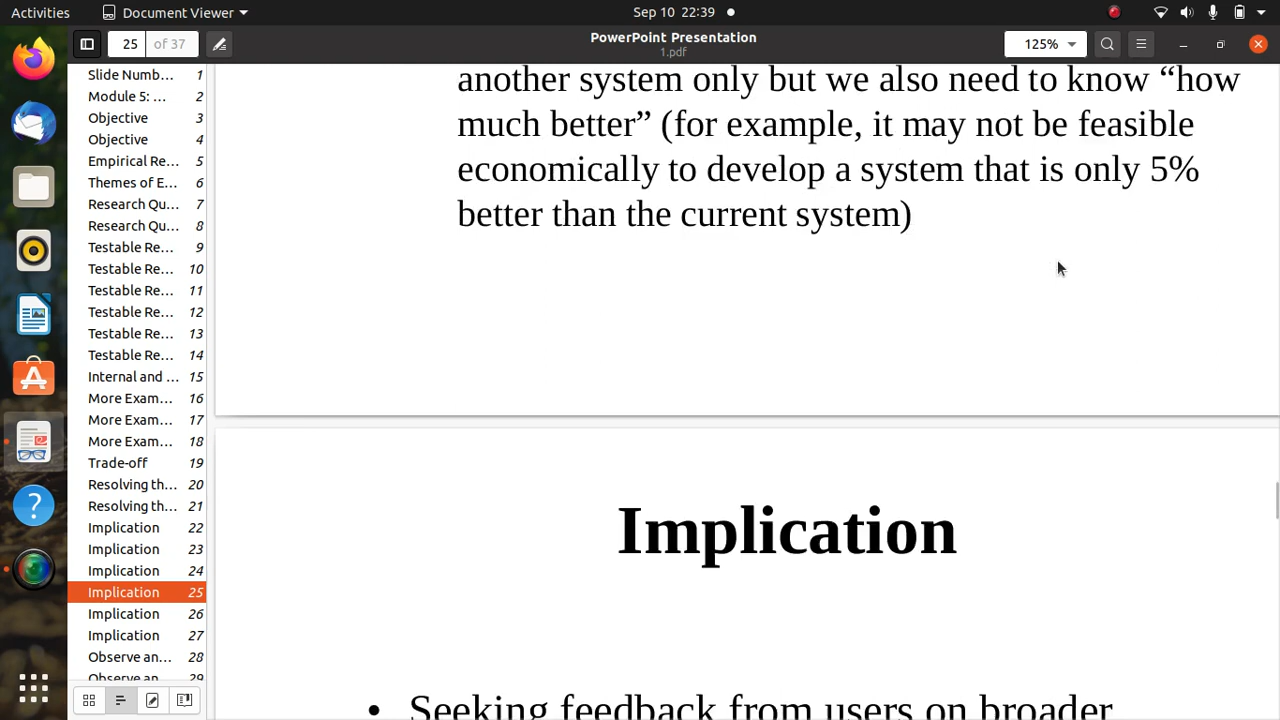 Activities
Document Viewer
Sep 10 22:39
25 of 37
PowerPoint Presentation
1.pdf
125%
Slide Numb... 1
Module 5: ... 2
Objective 3
Objective 4
Empirical Re... 5
Themes of E... 6
Research Qu... 7
Research Qu... 8
Testable Re... 9
Testable Re... 10
Testable Re... 11
Testable Re... 12
Testable Re... 13
Testable Re... 14
Internal and ... 15
More Exam... 16
More Exam... 17
More Exam... 18
Trade-off 19
Resolving th... 20
Resolving th... 21
Implication 22
Implication 23
Implication 24
Implication 25
Implication 26
Implication 27
Observe an... 28
Observe an 29
another system only but we also need to know “how
much better” (for example, it may not be feasible
economically to develop a system that is only 5%
better than the current system)
Implication
• Seeking feedback from users on broader